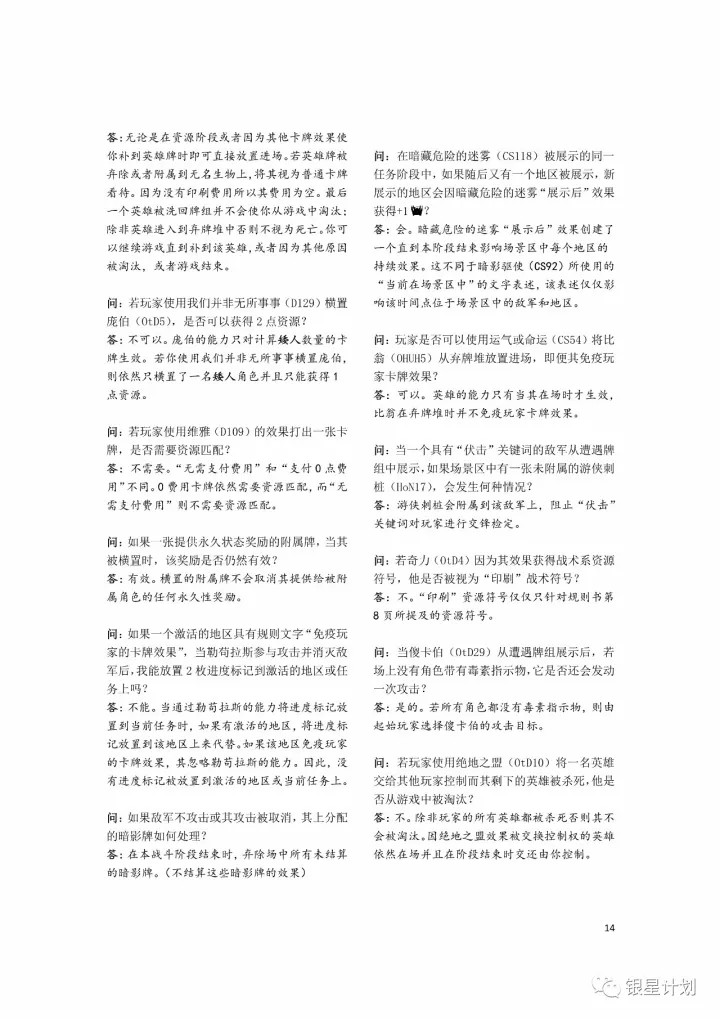 答：无论是在资源阶段或者因为其他卡牌效果使
你补到英雄牌时即可直接放置进场。若英雄牌被
弃除或者附属到无名生物上，将其视为普通卡牌
看待。因为没有印刷费用所以其费用为空。最后
一个英雄被洗回牌组并不会使你从游戏中淘汰；
除非英雄进入到弃牌堆中否则不视为死亡。你可
以继续游戏直到补到该英雄，或者因为其他原因
被淘汰，或者游戏结束。
问：若玩家使用我们并非无所事事（D129）横置
庞伯（OtD5），是否可以获得 2 点资源？
答：不可以。庞伯的能力只对计算矮人数量的卡
牌生效。若你使用我们并非无所事事横置庞伯，
则依然只横置了一名矮人角色并且只能获得 1
点资源。
问：若玩家使用维雅（D109）的效果打出一张卡
牌，是否需要资源匹配？
答：不需要。“无需支付费用”和“支付 0 点费
用”不同。0 费用卡牌依然需要资源匹配，而“无
需支付费用”则不需要资源匹配。
问：如果一张提供永久状态奖励的附属牌，当其
被横置时，该奖励是否仍然有效？
答：有效。横置的附属牌不会取消其提供给被附
属角色的任何永久性奖励。
问：如果一个激活的地区具有规则文字“免疫玩
家的卡牌效果”，当勒苟拉斯参与攻击并消灭敌
军后，我能放置 2 枚进度标记到激活的地区或任
务上吗？
答：不能。当通过勒苟拉斯的能力将进度标记放
置到当前任务时，如果有激活的地区，将进度标
记放置到该地区上来代替。如果该地区免疫玩家
的卡牌效果，其忽略勒苟拉斯的能力。因此，没
有进度标记被放置到激活的地区或当前任务上。
问：如果敌军不攻击或其攻击被取消，其上分配
的暗影牌如何处理？
答：在本战斗阶段结束时，弃除场中所有未结算
的暗影牌。（不结算这些暗影牌的效果）
问：在暗藏危险的迷雾（CS118）被展示的同一
任务阶段中，如果随后又有一个地区被展示，新
展示的地区会因暗藏危险的迷雾“展示后”效果
获得+1 ？
答：会。暗藏危险的迷雾“展示后”效果创建了
一个直到本阶段结束影响场景区中每个地区的
持续效果。这不同于暗影驱使（CS92）所使用的
“当前在场景区中”的文字表述，该表述仅仅影
响该时间点位于场景区中的敌军和地区。
问：玩家是否可以使用运气或命运（CS54）将比
翁（OHUH5）从弃牌堆放置进场，即便其免疫玩
家卡牌效果？
答：可以。英雄的能力只有当其在场时才生效，
比翁在弃牌堆时并不免疫玩家卡牌效果。
问：当一个具有“伏击”关键词的敌军从遭遇牌
组中展示，如果场景区中有一张未附属的游侠刺
桩（HoN17），会发生何种情况？
答：游侠刺桩会附属到该敌军上，阻止“伏击”
关键词对玩家进行交锋检定。
问：若奇力（OtD4）因为其效果获得战术系资源
符号，他是否被视为“印刷”战术符号？
答：不。“印刷”资源符号仅仅只针对规则书第
8 页所提及的资源符号。
问：当傻卡伯（OtD29）从遭遇牌组展示后，若
场上没有角色带有毒素指示物，它是否还会发动
一次攻击？
答：是的。若所有角色都没有毒素指示物，则由
起始玩家选择傻卡伯的攻击目标。
问：若玩家使用绝地之盟（OtD10）将一名英雄
交给其他玩家控制而其剩下的英雄被杀死，他是
否从游戏中被淘汰？
答：不。除非玩家的所有英雄都被杀死否则其不
会被淘汰。因绝地之盟效果被交换控制权的英雄
依然在场并且在阶段结束时交还由你控制。
14
银星计划